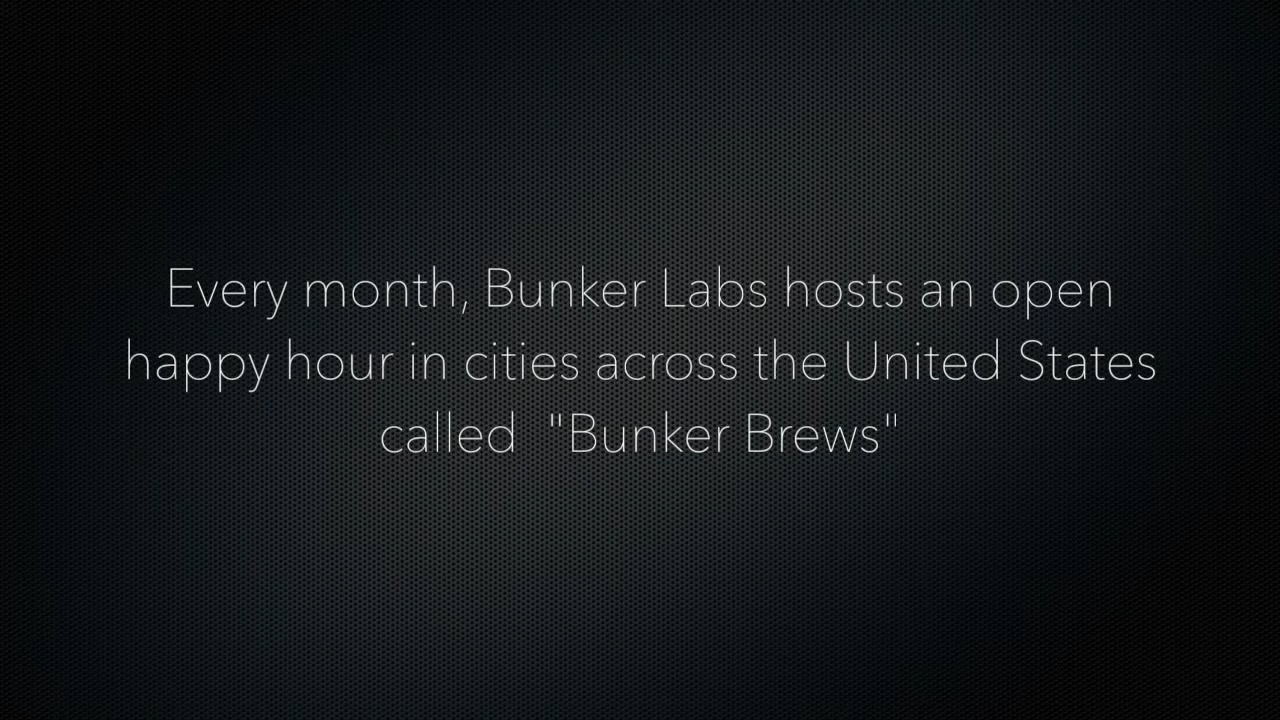 Every month, Bunker Labs hosts an open
happy hour in cities across the United States
called  "Bunker Brews"